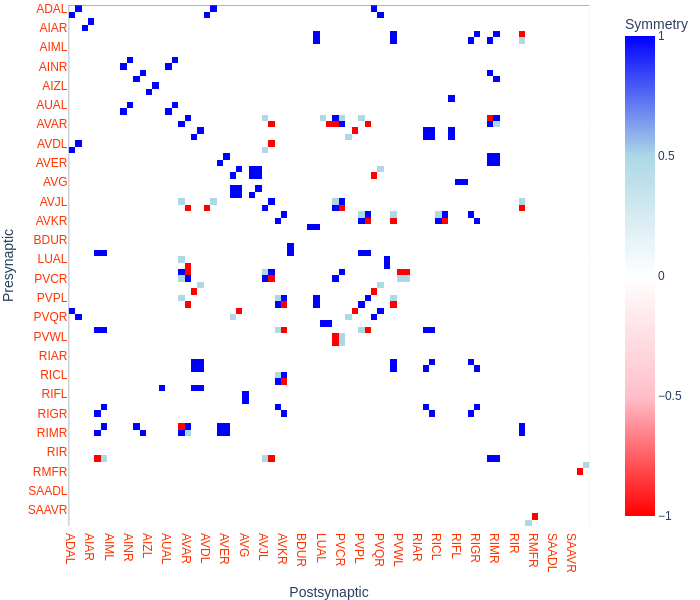 Symmetry
1
0.5
0
−0.5
−1
Presynaptic
ADAL
AIAR
AIML
AINR
AIZL
AUAL
AVAR
AVDL
AVER
AVG
AVJL
AVKR
BDUR
LUAL
PVCR
PVPL
PVQR
PVWL
RIAR
RICL
RIFL
RIGR
RIMR
RIR
RMFR
SAADL
SAAVR
ADAL
AIAR
AIML
AINR
AIZL
AUAL
AVAR
AVDL
AVER
AVG
AVJL
AVKR
BDUR
LUAL
PVCR
PVPL
PVQR
PVWL
RIAR
RICL
RIFL
RIGR
RIMR
RIR
RMFR
SAADL
SAAVR
Postsynaptic